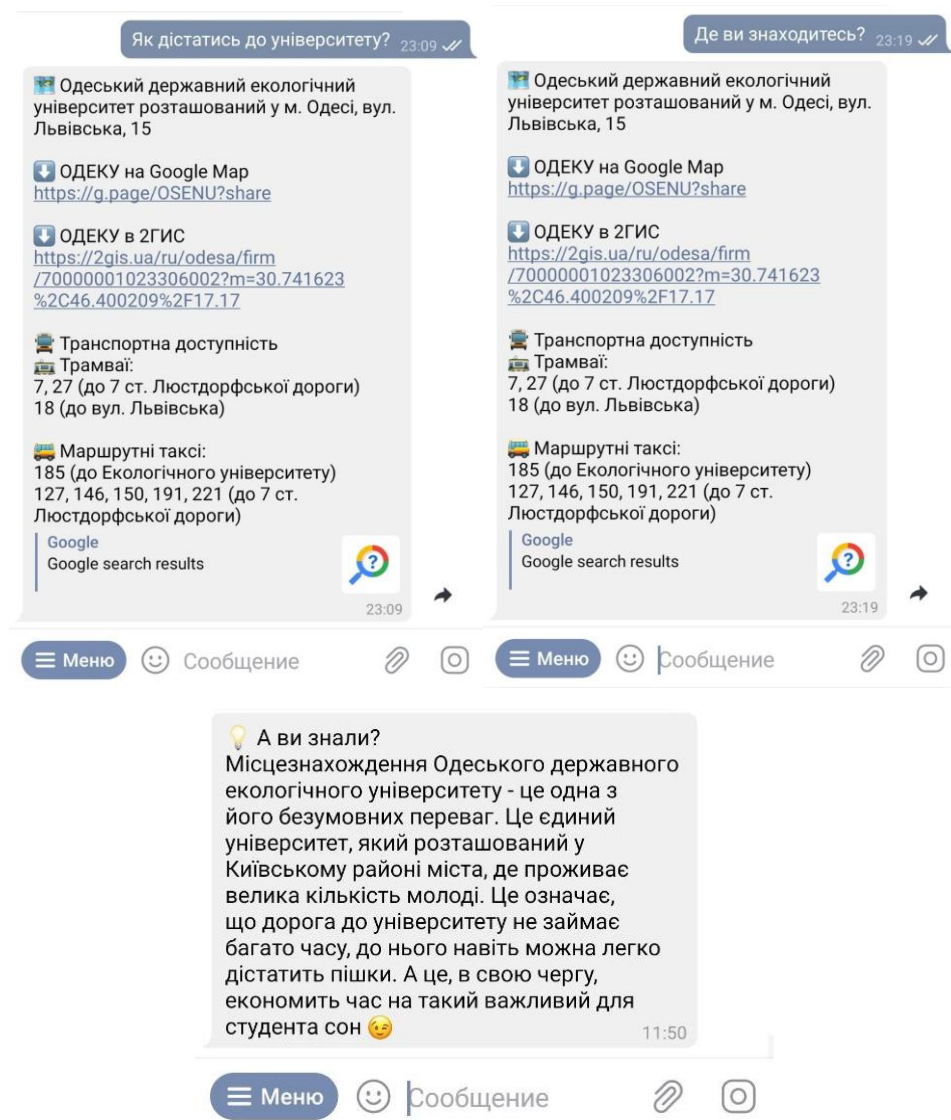 Як дістатись до університету? 23:09
Одеський державний екологічний
університет розташований у м. Одесі, вул.
Львівська, 15
ОДЕКУ на Google Map
https://g.page/OSENU?share
ОДЕКУ в 2ГИС
https://2gis.ua/ru/odesa/firm
/70000001023306002?m=30.741623
%2C46.400209%2F17.17
Транспортна доступність
Трамваї:
7, 27 (до 7 ст. Люстдорфської дороги)
18 (до вул. Львівська)
Маршрутні таксі:
185 (до Екологічного університету)
127, 146, 150, 191, 221 (до 7 ст.
Люстдорфської дороги)
Google
Google search results
23:09
Меню Сообщение
Де ви знаходитесь? 23:19
Одеський державний екологічний
університет розташований у м. Одесі, вул.
Львівська, 15
ОДЕКУ на Google Map
https://g.page/OSENU?share
ОДЕКУ в 2ГИС
https://2gis.ua/ru/odesa/firm
/70000001023306002?m=30.741623
%2C46.400209%2F17.17
Транспортна доступність
Трамваї:
7, 27 (до 7 ст. Люстдорфської дороги)
18 (до вул. Львівська)
Маршрутні таксі:
185 (до Екологічного університету)
127, 146, 150, 191, 221 (до 7 ст.
Люстдорфської дороги)
Google
Google search results
23:19
Меню Сообщение
А ви знали?
Місцезнахождення Одеського державного
екологічного університету - це одна з
його безумовних переваг. Це єдиний
університет, який розташований у
Київському районі міста, де проживає
велика кількість молоді. Це означає,
що дорога до університету не займає
багато часу, до нього навіть можна легко
дістатить пішки. А це, в свою чергу,
економить час на такий важливий для
студента сон
11:50
Меню Сообщение